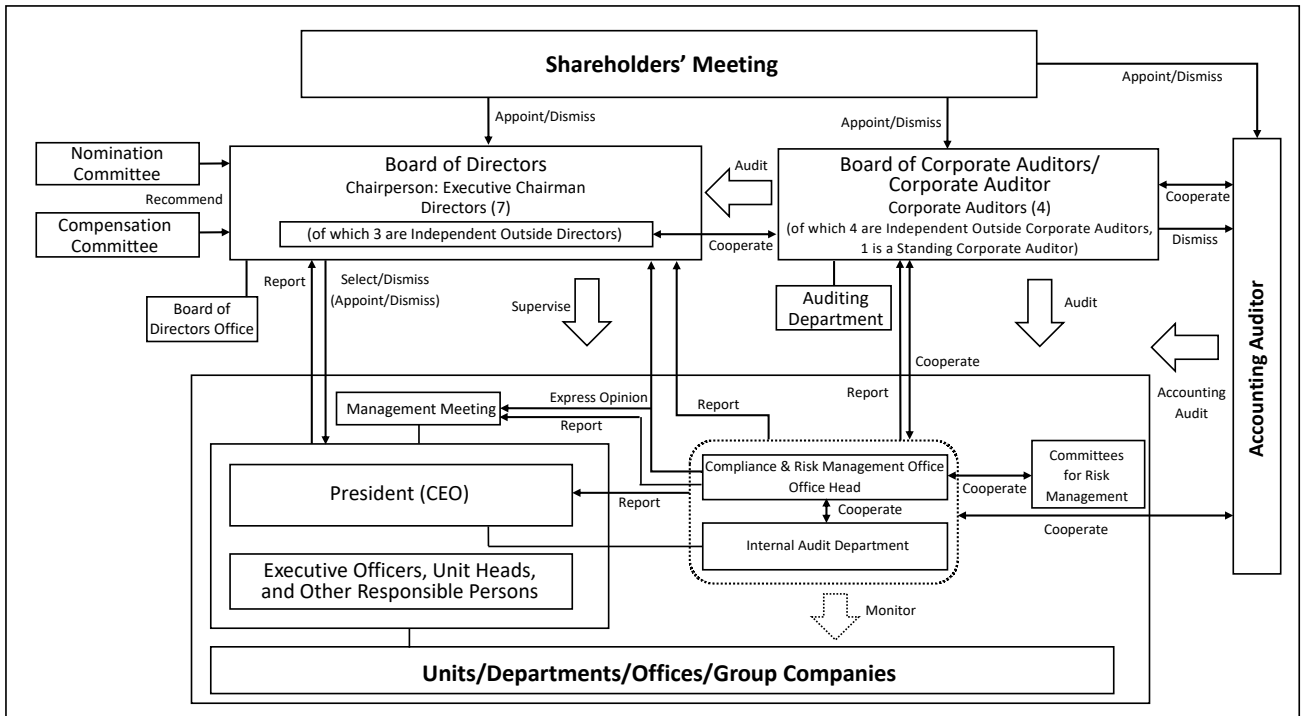 Shareholders' Meeting
Appoint/Dismiss
Appoint/Dismiss
Appoint/Dismiss
Nomination
Committee
Recommend
Compensation
Committee
Board of Directors
Chairperson: Executive Chairman
Directors (7)
(of which 3 are Independent Outside Directors)
Audit
Cooperate
Board of Corporate Auditors/
Corporate Auditor
Corporate Auditors (4)
(of which 4 are Independent Outside Corporate Auditors,
1 is a Standing Corporate Auditor)
Cooperate
Dismiss
Accounting Auditor
Board of
Directors Office
Report
Select/Dismiss
(Appoint/Dismiss)
Supervise
Auditing
Department
Audit
Cooperate
Report
Accounting
Audit
Management Meeting
Express Opinion
Report
Report
President (CEO)
Report
Compliance & Risk Management Office
Office Head
Cooperate
Internal Audit Department
Cooperate
Committees
for Risk
Management
Cooperate
Executive Officers, Unit Heads,
and Other Responsible Persons
Monitor
Units/Departments/Offices/Group Companies